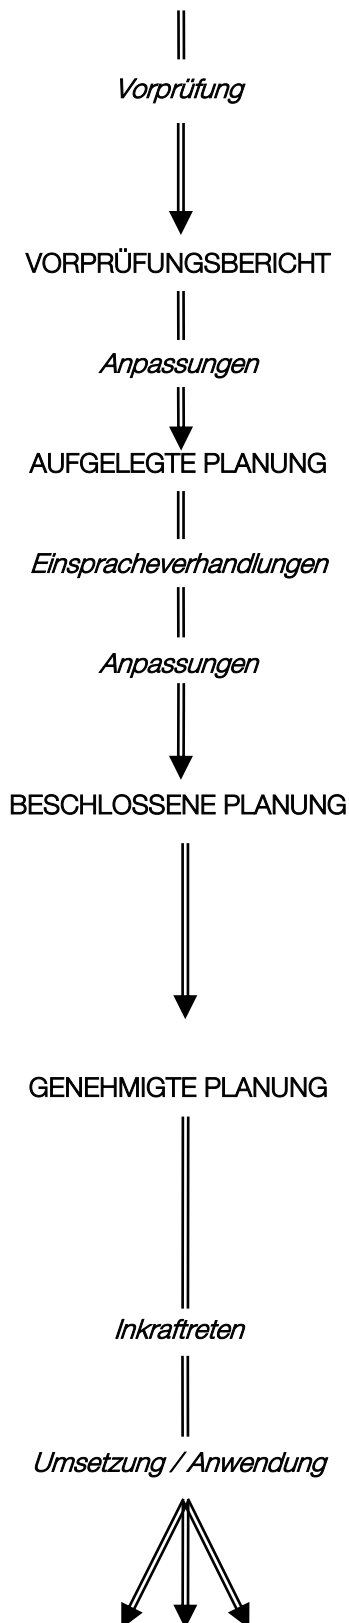 Vorprüfung
VORPRÜFUNGSBERICHT
Anpassungen
AUFGELEGTE PLANUNG
Einspracheverhandlungen
Anpassungen
BESCHLOSSENE PLANUNG
GENEHMIGTE PLANUNG
Inkraftreten
Umsetzung / Anwendung